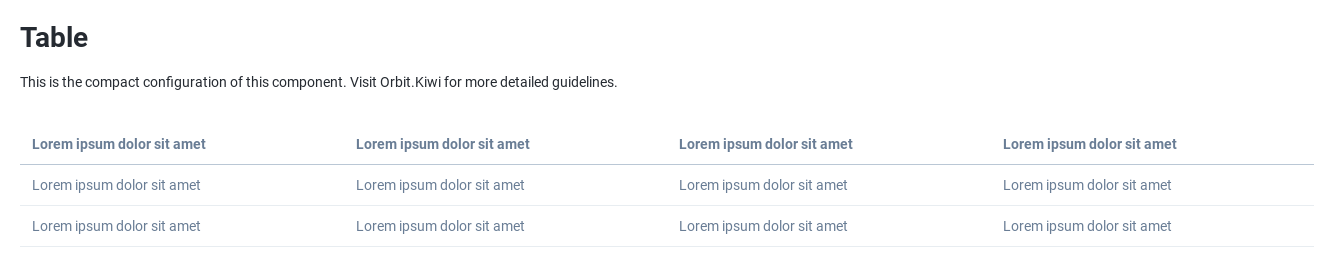 Table
This is the compact configuration of this component. Visit Orbit.Kiwi for more detailed guidelines.
Lorem ipsum dolor sit amet Lorem ipsum dolor sit amet Lorem ipsum dolor sit amet Lorem ipsum dolor sit amet
Lorem ipsum dolor sit amet Lorem ipsum dolor sit amet Lorem ipsum dolor sit amet Lorem ipsum dolor sit amet
Lorem ipsum dolor sit amet Lorem ipsum dolor sit amet Lorem ipsum dolor sit amet Lorem ipsum dolor sit amet